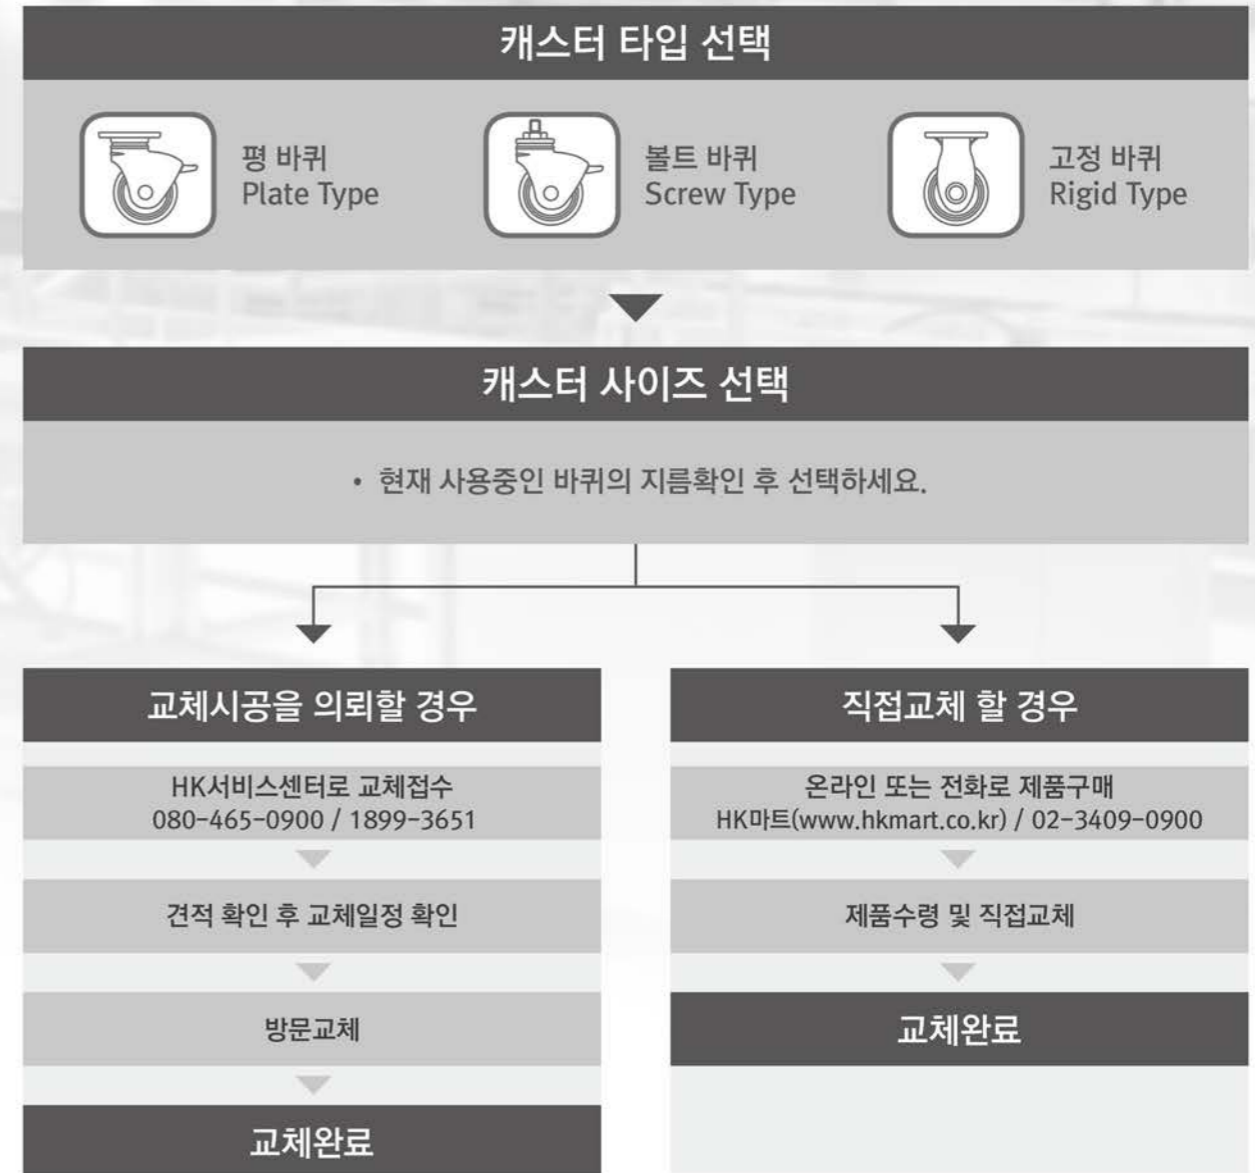 캐스터 타입 선택
평 바퀴
Plate Type
볼트 바퀴
Screw Type
고정 바퀴
Rigid Type
캐스터 사이즈 선택
• 현재 사용중인 바퀴의 지름확인 후 선택하세요.
교체시공을 의뢰할 경우
HK서비스센터로 교체접수
080-465-0900 / 1899-3651
견적 확인 후 교체일정 확인
방문교체
교체완료
직접교체 할 경우
온라인 또는 전화로 제품구매
HK마트(www.hkmart.co.kr) / 02-3409-0900
제품수령 및 직접교체
교체완료